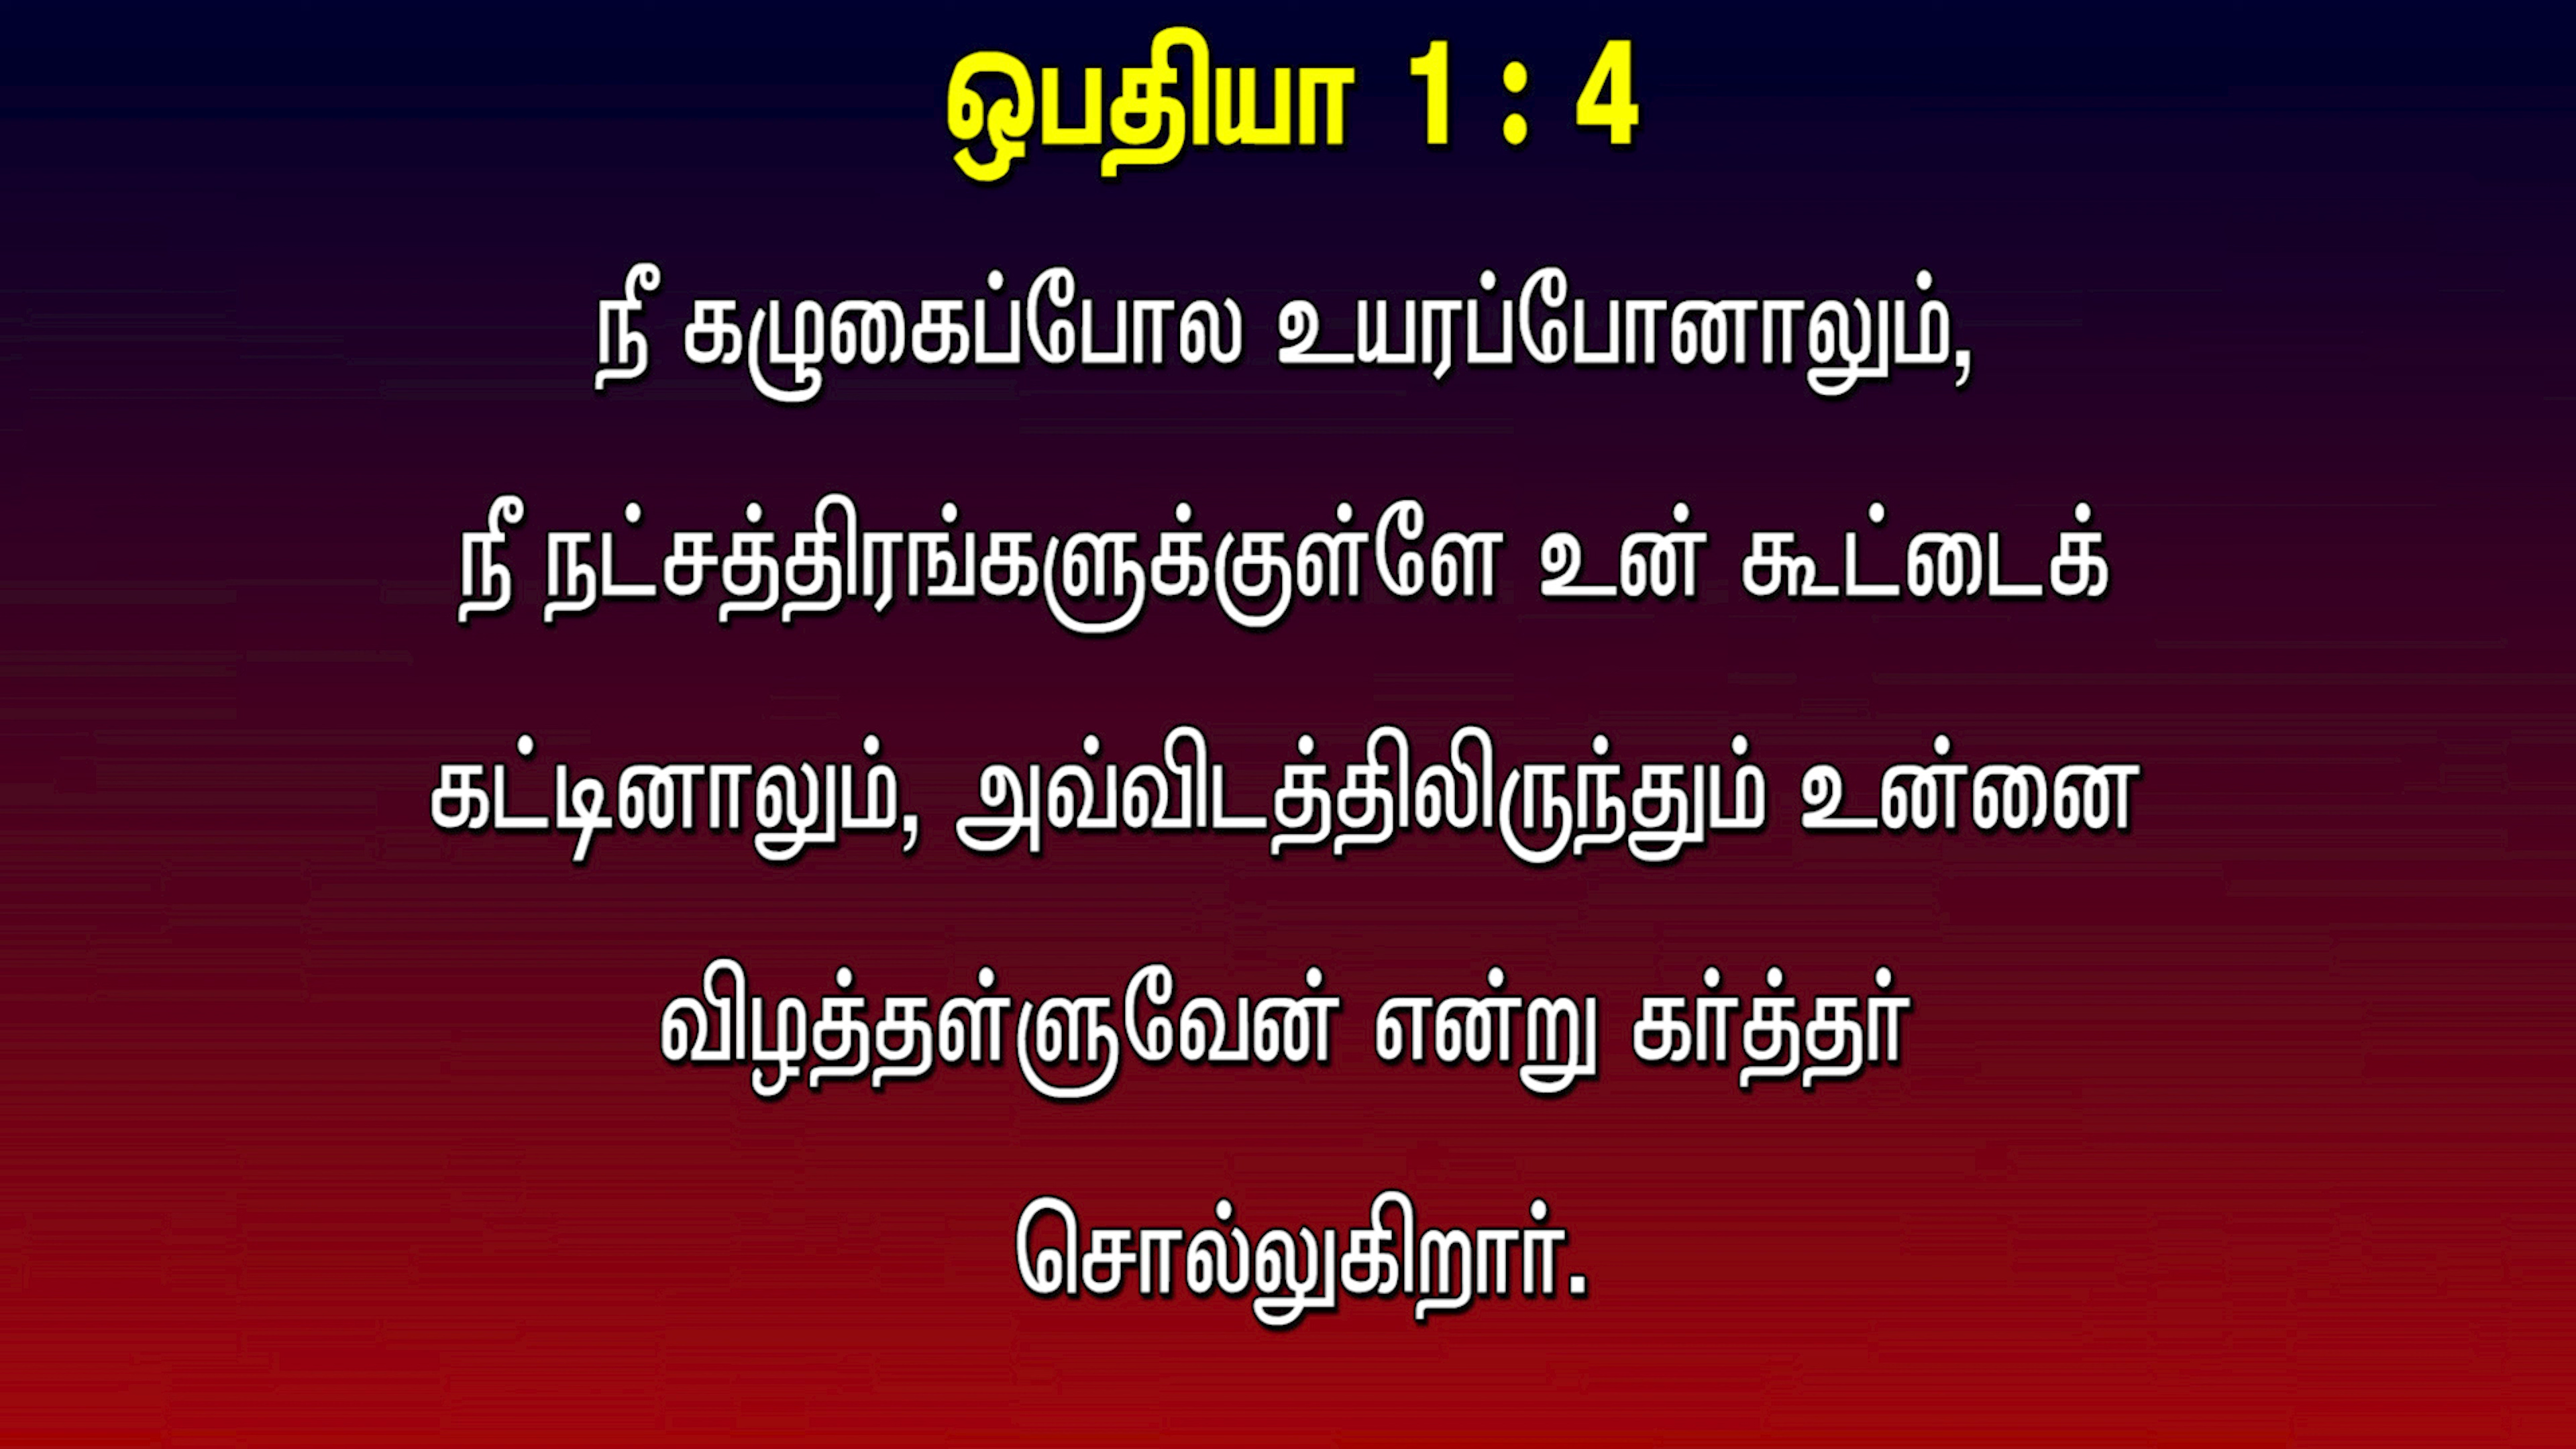 ஒபதியா 1 : 4
நீ கழுகைப்போல உயரப்போனாலும்,
நீ நட்சத்திரங்களுக்குள்ளே உன் கூட்டைக்
கட்டினாலும், அவ்விடத்திலிருந்தும் உன்னை
விழத்தள்ளுவேன் என்று கர்த்தர்
சொல்லுகிறார்.